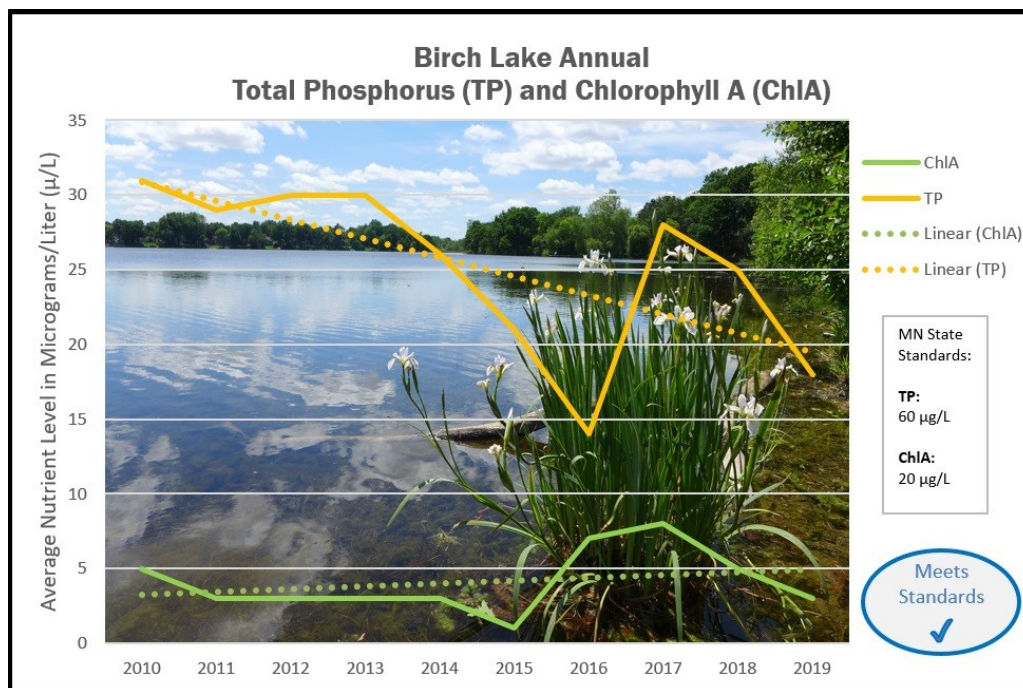 Birch Lake Annual
Total Phosphorus (TP) and Chlorophyll A (ChlA)
Average Nutrient Level in Micrograms/Liter (µ/L)
35
30
25
20
15
10
5
0
2010 2011 2012 2013 2014 2015 2016 2017 2018 2019
ChlA
TP
Linear (ChlA)
Linear (TP)
MN State
Standards:
TP:
60 µg/L
ChlA:
20 µg/L
Meets
Standards